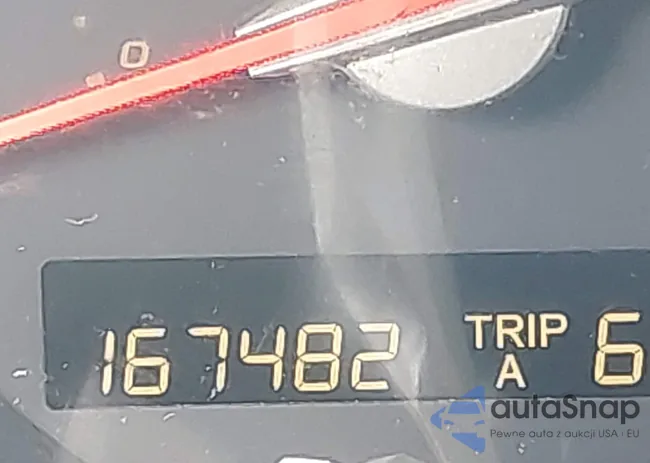 0
167482 TRIP A 6
autaSnap
Pewne auta z aukcji USA i EU